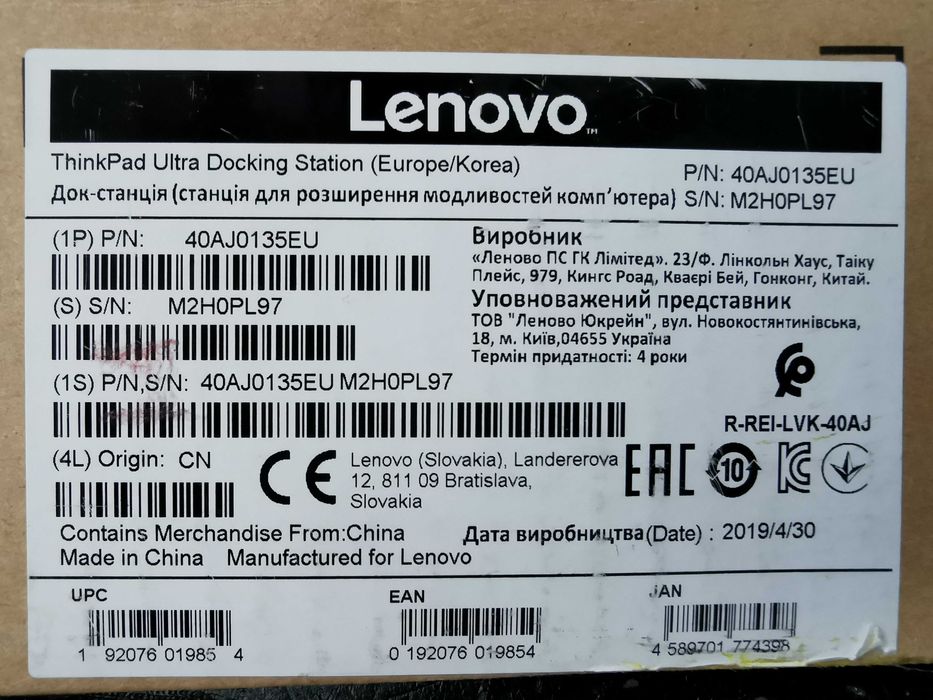 Lenovo™
ThinkPad Ultra Docking Station (Europe/Korea)
P/N: 40AJ0135EU
Док-станція (станція для розширення модливостей комп'ютера)
S/N: M2H0PL97
(1P) P/N: 40AJ0135EU
(S) S/N: M2H0PL97
(1S) P/N,S/N: 40AJ0135EU M2H0PL97
Виробник
«Леново ПС ГК Лімітед». 23/Ф. Лінкольн Хаус, Таіку
Плейс, 979, Кингс Роад, Кваєрі Бей, Гонконг, Китай.
Уповноважений представник
ТОВ "Леново Юкрейн", вул. Новокостянтинівська,
18, м. Київ,04655 Україна
Термін придатності: 4 роки
R-REI-LVK-40AJ
(4L) Origin: CN
CE
Lenovo (Slovakia), Landererova
12, 811 09 Bratislava,
Slovakia
EAC
10
Contains Merchandise From:China
Made in China Manufactured for Lenovo
Дата виробництва(Date) : 2019/4/30
UPC
1 92076 01985 4
EAN
0 192076 019854
JAN
4 589701 774398